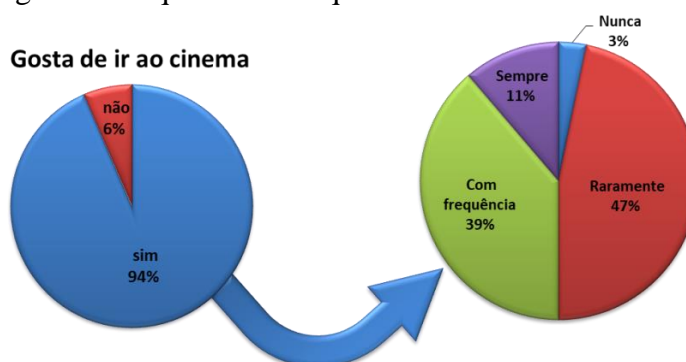 Gosta de ir ao cinema
não
6%
sim
94%
Nunca
3%
Sempre
11%
Com
frequência
39%
Raramente
47%